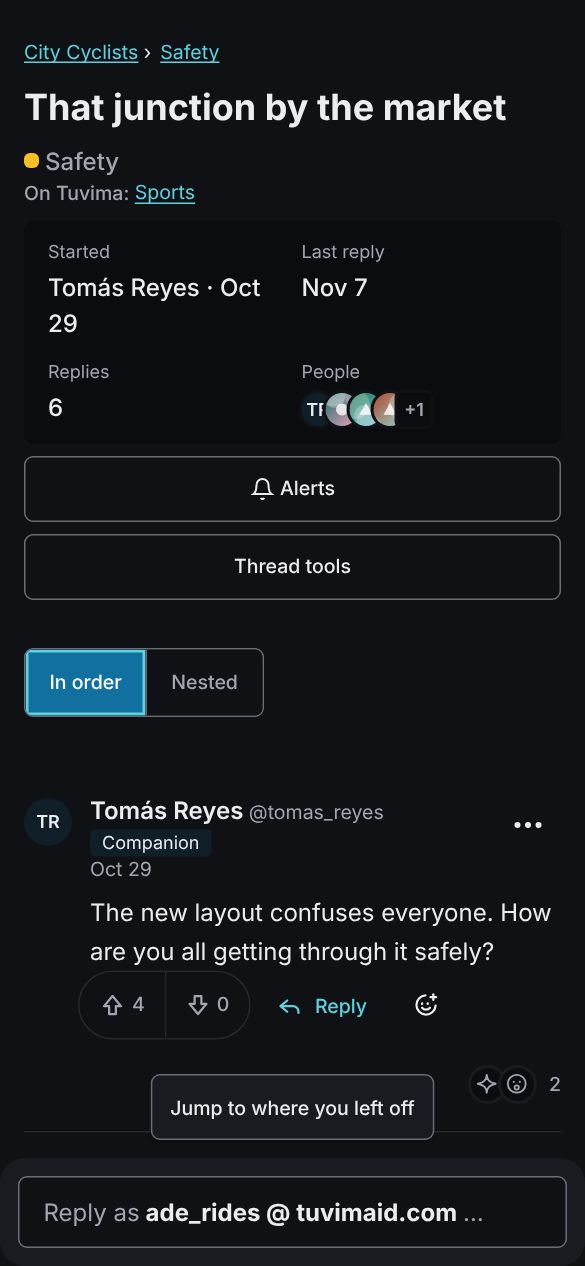 City Cyclists › Safety
That junction by the market
Safety
On Tuvima: Sports
Started
Tomás Reyes · Oct
29
Last reply
Nov 7
Replies
6
People
+1
Alerts
Thread tools
In order
Nested
TR
Tomás Reyes @tomas_reyes
Companion
Oct 29
The new layout confuses everyone. How
are you all getting through it safely?
4
0
Reply
2
Jump to where you left off
Reply as ade_rides @ tuvimaid.com ...